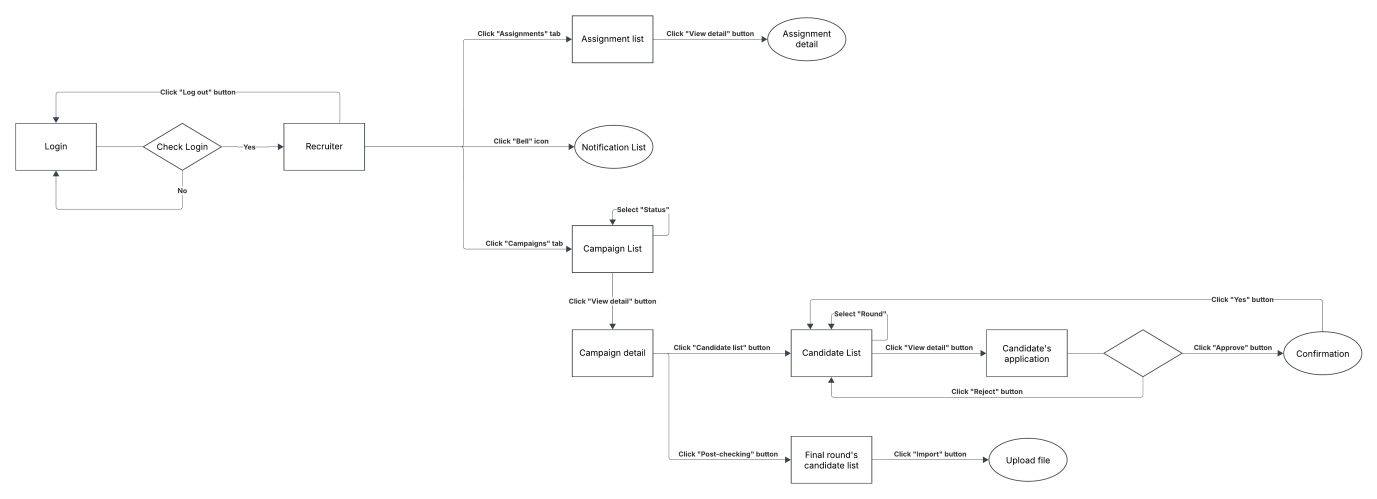 Click "Assignments" tab
Assignment list
Click "View detail" button
Assignment
detail
Click "Log out" button
Login
Check Login
Yes
Recruiter
No
Click "Bell" icon
Notification List
Select "Status"
Click "Campaigns" tab
Campaign List
Click "View detail" button
Campaign detail
Click "Candidate list" button
Select "Round"
Candidate List
Click "View detail" button
Candidate's
application
Click "Approve" button
Confirmation
Click "Yes" button
Click "Reject" button
Click "Post-checking" button
Final round's
candidate list
Click "Import" button
Upload file